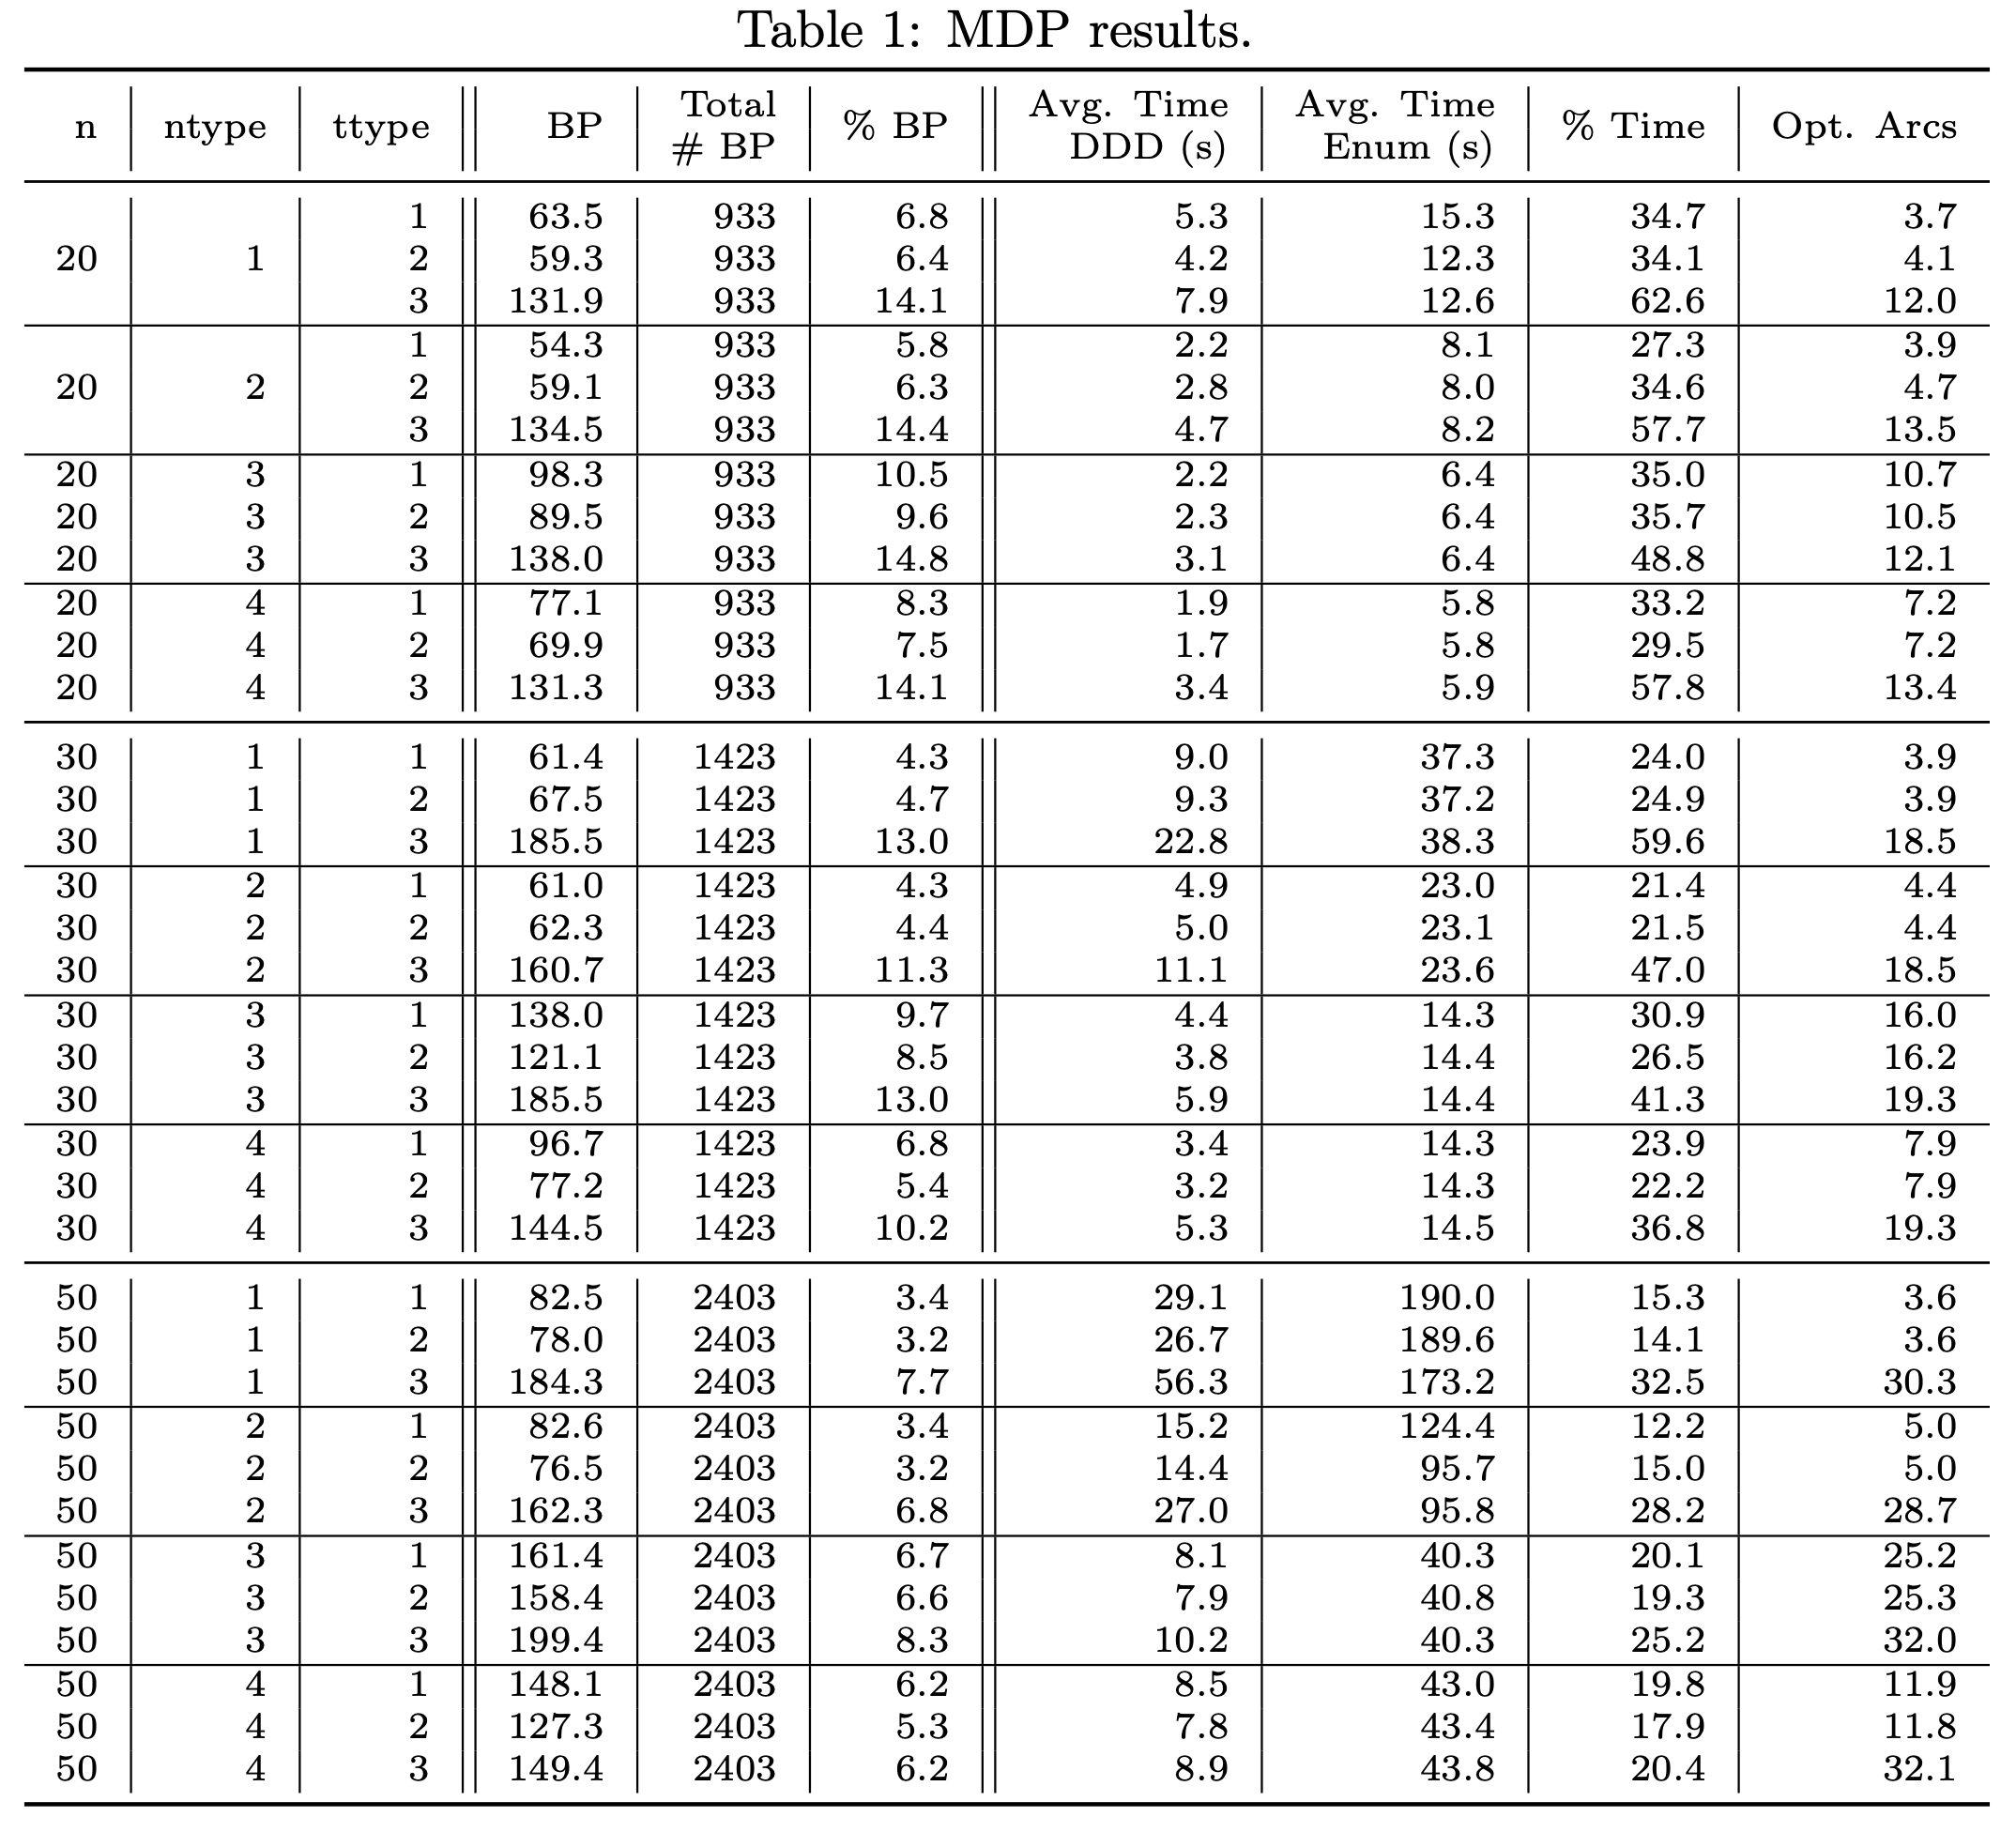 Table 1: MDP results.
n ntype ttype BP Total # BP % BP Avg. Time DDD (s) Avg. Time Enum (s) % Time Opt. Arcs
1 63.5 933 6.8 5.3 15.3 34.7 3.7
20 1 2 59.3 933 6.4 4.2 12.3 34.1 4.1
3 131.9 933 14.1 7.9 12.6 62.6 12.0
1 54.3 933 5.8 2.2 8.1 27.3 3.9
20 2 2 59.1 933 6.3 2.8 8.0 34.6 4.7
3 134.5 933 14.4 4.7 8.2 57.7 13.5
20 3 1 98.3 933 10.5 2.2 6.4 35.0 10.7
20 3 2 89.5 933 9.6 2.3 6.4 35.7 10.5
20 3 3 138.0 933 14.8 3.1 6.4 48.8 12.1
20 4 1 77.1 933 8.3 1.9 5.8 33.2 7.2
20 4 2 69.9 933 7.5 1.7 5.8 29.5 7.2
20 4 3 131.3 933 14.1 3.4 5.9 57.8 13.4
30 1 1 61.4 1423 4.3 9.0 37.3 24.0 3.9
30 1 2 67.5 1423 4.7 9.3 37.2 24.9 3.9
30 1 3 185.5 1423 13.0 22.8 38.3 59.6 18.5
30 2 1 61.0 1423 4.3 4.9 23.0 21.4 4.4
30 2 2 62.3 1423 4.4 5.0 23.1 21.5 4.4
30 2 3 160.7 1423 11.3 11.1 23.6 47.0 18.5
30 3 1 138.0 1423 9.7 4.4 14.3 30.9 16.0
30 3 2 121.1 1423 8.5 3.8 14.4 26.5 16.2
30 3 3 185.5 1423 13.0 5.9 14.4 41.3 19.3
30 4 1 96.7 1423 6.8 3.4 14.3 23.9 7.9
30 4 2 77.2 1423 5.4 3.2 14.3 22.2 7.9
30 4 3 144.5 1423 10.2 5.3 14.5 36.8 19.3
50 1 1 82.5 2403 3.4 29.1 190.0 15.3 3.6
50 1 2 78.0 2403 3.2 26.7 189.6 14.1 3.6
50 1 3 184.3 2403 7.7 56.3 173.2 32.5 30.3
50 2 1 82.6 2403 3.4 15.2 124.4 12.2 5.0
50 2 2 76.5 2403 3.2 14.4 95.7 15.0 5.0
50 2 3 162.3 2403 6.8 27.0 95.8 28.2 28.7
50 3 1 161.4 2403 6.7 8.1 40.3 20.1 25.2
50 3 2 158.4 2403 6.6 7.9 40.8 19.3 25.3
50 3 3 199.4 2403 8.3 10.2 40.3 25.2 32.0
50 4 1 148.1 2403 6.2 8.5 43.0 19.8 11.9
50 4 2 127.3 2403 5.3 7.8 43.4 17.9 11.8
50 4 3 149.4 2403 6.2 8.9 43.8 20.4 32.1